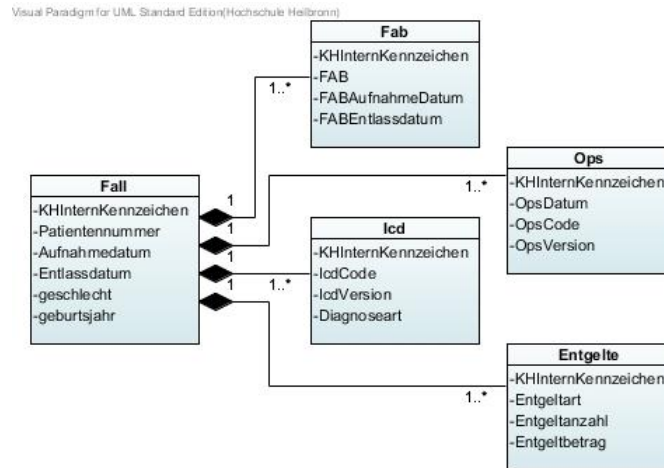 Visual Paradigm for UML Standard Edition(Hochschule Heilbronn)
Fab
-KHInternKennzeichen
-FAB
-FABAufnahmeDatum
-FABEntlassdatum
1..*
Ops
-KHInternKennzeichen
-OpsDatum
-OpsCode
-OpsVersion
1..*
Fall
-KHInternKennzeichen
-Patientennummer
-Aufnahmedatum
-Entlassdatum
-geschlecht
-geburtsjahr
1
1
1
1
Icd
-KHInternKennzeichen
-IcdCode
-IcdVersion
-Diagnoseart
1..*
Entgelte
-KHInternKennzeichen
-Entgeltart
-Entgeltanzahl
-Entgeltbetrag
1..*